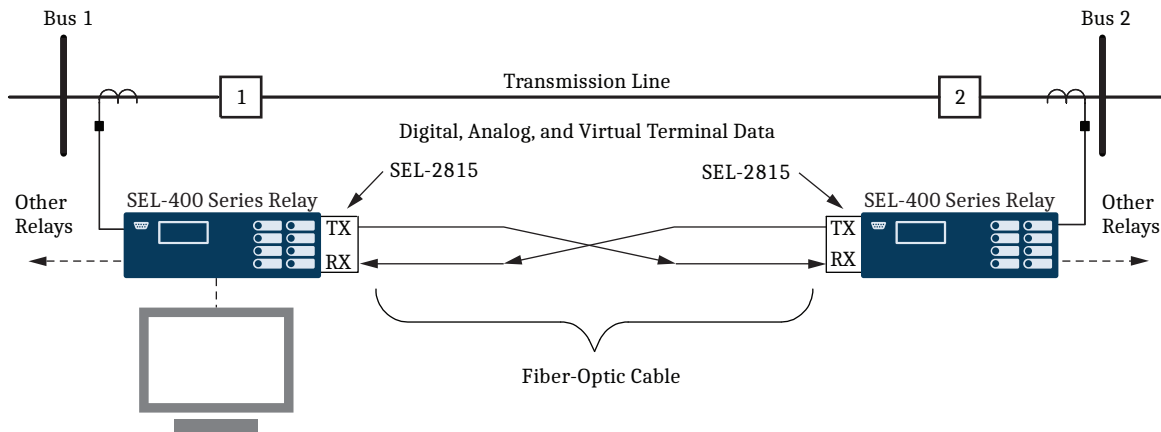 Bus 1
Bus 2
Transmission Line
1
2
Digital, Analog, and Virtual Terminal Data
SEL-2815
SEL-2815
Other
Relays
SEL-400 Series Relay
SEL-400 Series Relay
Other
Relays
TX
TX
RX
RX
Fiber-Optic Cable